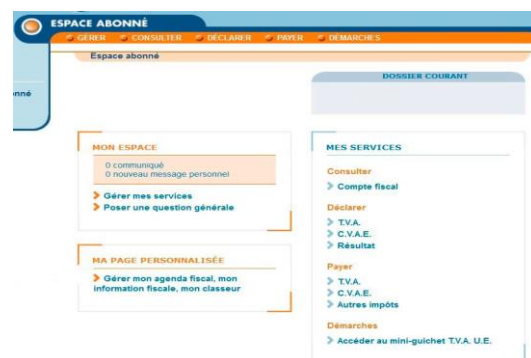 ESPACE ABONNÉ
GÉRER CONSULTER DÉCLARER PAYER DÉMARCHES
Espace abonné
nné
DOSSIER COURANT
MON ESPACE
0 communiqué
0 nouveau message personnel
Gérer mes services
Poser une question générale
MA PAGE PERSONNALISÉE
Gérer mon agenda fiscal, mon
information fiscale, mon classeur
MES SERVICES
Consulter
Compte fiscal
Déclarer
T.V.A.
C.V.A.E.
Résultat
Payer
T.V.A.
C.V.A.E.
Autres impôts
Démarches
Accéder au mini-guichet T.V.A. U.E.